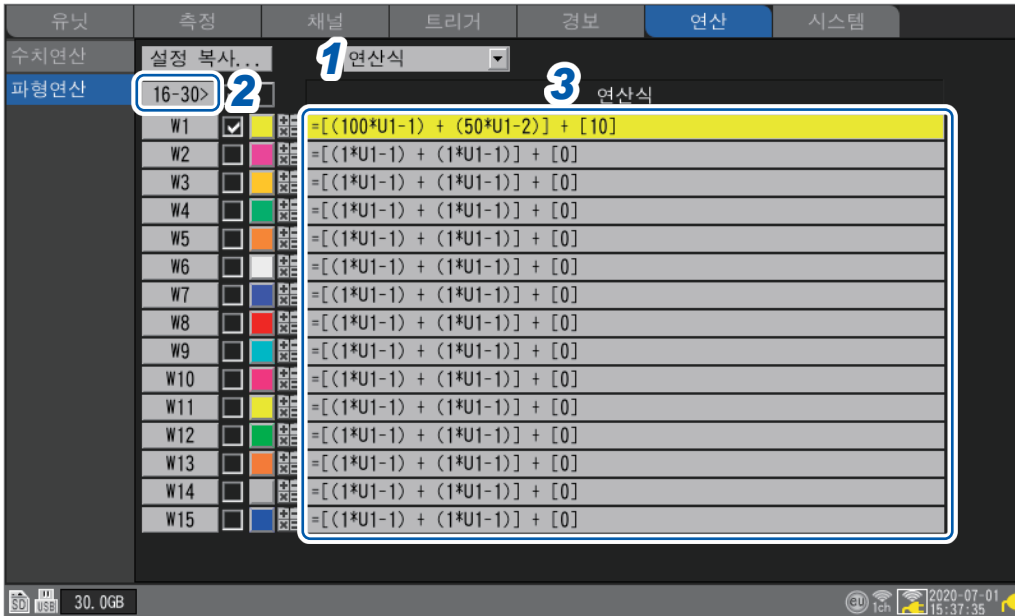 유닛 측정 채널 트리거 경보 연산 시스템
수치연산 설정 복사... 1 연산식
파형연산 16-30> 2 3 연산식
W1 =[(100*U1-1) + (50*U1-2)] + [10]
W2 =[(1*U1-1) + (1*U1-1)] + [0]
W3 =[(1*U1-1) + (1*U1-1)] + [0]
W4 =[(1*U1-1) + (1*U1-1)] + [0]
W5 =[(1*U1-1) + (1*U1-1)] + [0]
W6 =[(1*U1-1) + (1*U1-1)] + [0]
W7 =[(1*U1-1) + (1*U1-1)] + [0]
W8 =[(1*U1-1) + (1*U1-1)] + [0]
W9 =[(1*U1-1) + (1*U1-1)] + [0]
W10 =[(1*U1-1) + (1*U1-1)] + [0]
W11 =[(1*U1-1) + (1*U1-1)] + [0]
W12 =[(1*U1-1) + (1*U1-1)] + [0]
W13 =[(1*U1-1) + (1*U1-1)] + [0]
W14 =[(1*U1-1) + (1*U1-1)] + [0]
W15 =[(1*U1-1) + (1*U1-1)] + [0]
SD USB 30.0GB eu 1ch 2020-07-01
15:37:35